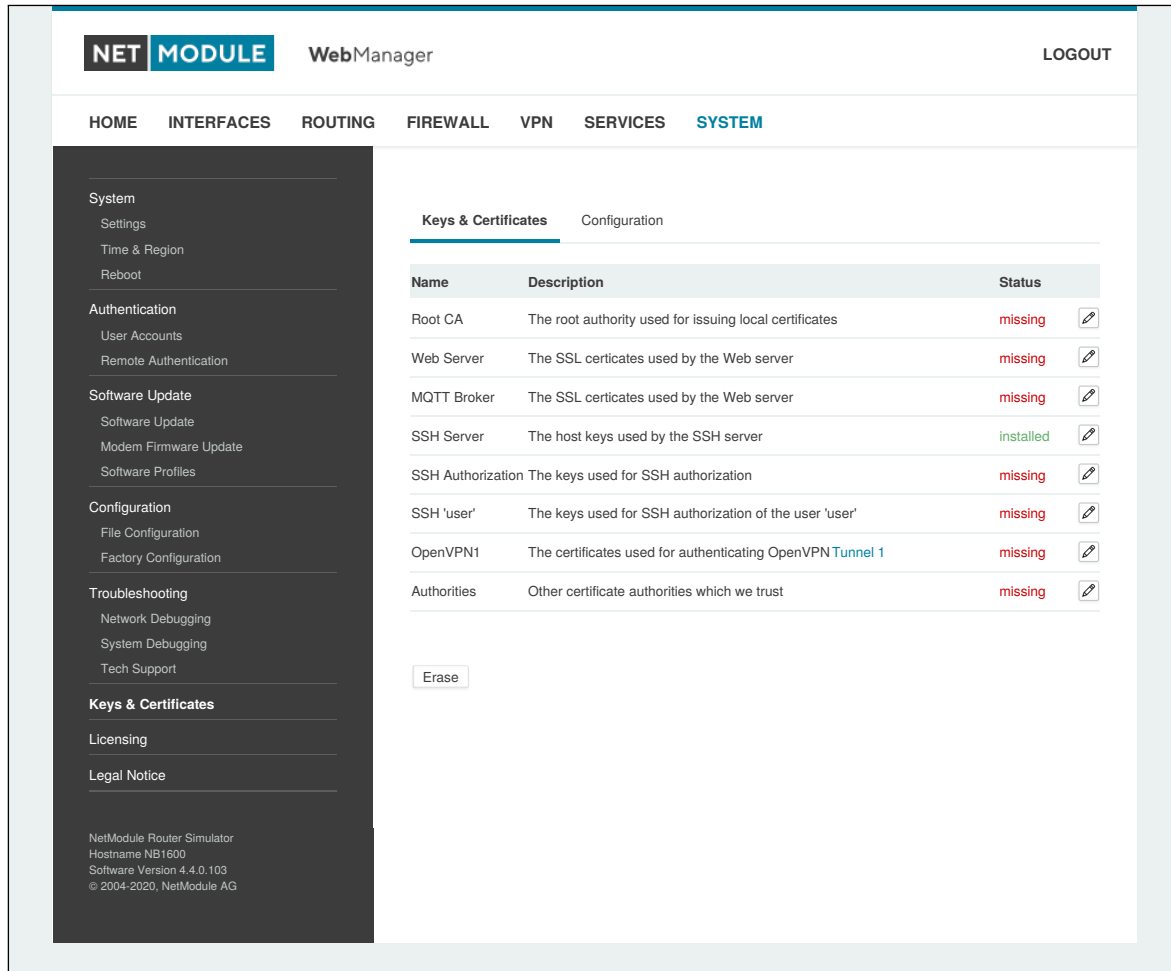 NET MODULE WebManager LOGOUT
HOME INTERFACES ROUTING FIREWALL VPN SERVICES SYSTEM
System
Settings
Time & Region
Reboot
Authentication
User Accounts
Remote Authentication
Software Update
Software Update
Modem Firmware Update
Software Profiles
Configuration
File Configuration
Factory Configuration
Troubleshooting
Network Debugging
System Debugging
Tech Support
Keys & Certificates
Licensing
Legal Notice
NetModule Router Simulator
Hostname NB1600
Software Version 4.4.0.103
© 2004-2020, NetModule AG
Keys & Certificates Configuration
Name Description Status
Root CA The root authority used for issuing local certificates missing
Web Server The SSL certicates used by the Web server missing
MQTT Broker The SSL certicates used by the Web server missing
SSH Server The host keys used by the SSH server installed
SSH Authorization The keys used for SSH authorization missing
SSH 'user' The keys used for SSH authorization of the user 'user' missing
OpenVPN1 The certificates used for authenticating OpenVPN Tunnel 1 missing
Authorities Other certificate authorities which we trust missing
Erase